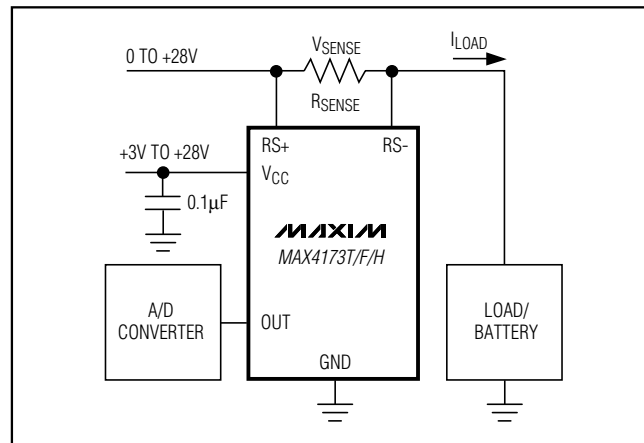 0 TO +28V
VSENSE
ILOAD
RSENSE
RS+
RS-
+3V TO +28V
VCC
0.1μF
MAXIM
MAX4173T/F/H
A/D
CONVERTER
OUT
LOAD/
BATTERY
GND